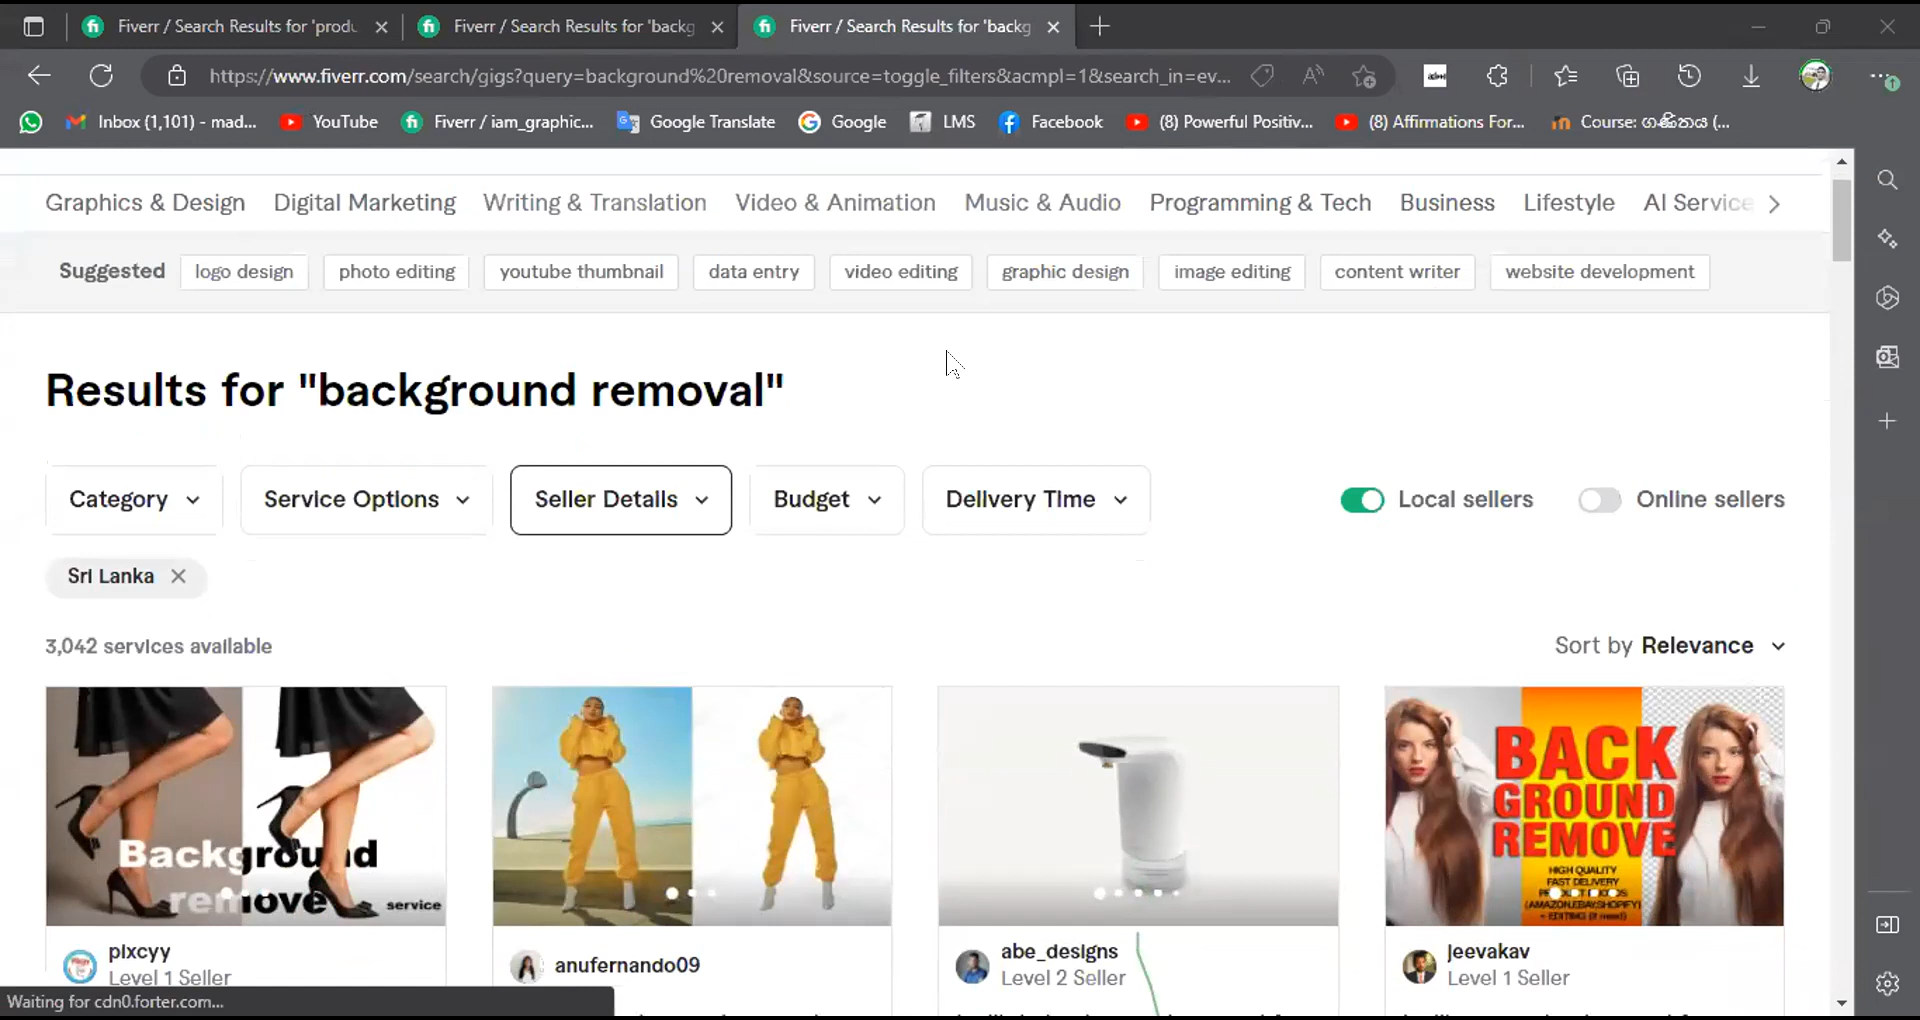 Fiverr / Search Results for 'produ
Fiverr / Search Results for 'backg
Fiverr / Search Results for 'backg
https://www.fiverr.com/search/gigs?query=background%20removal&source=toggle_filters&acmpl=1&search_in=ev...
Inbox (1,101) - mad...
YouTube
Fiverr / iam_graphic...
Google Translate
Google
LMS
Facebook
(8) Powerful Positiv...
(8) Affirmations For...
Course: ගණිතය (...
Graphics & Design
Digital Marketing
Writing & Translation
Video & Animation
Music & Audio
Programming & Tech
Business
Lifestyle
AI Service
Suggested
logo design
photo editing
youtube thumbnail
data entry
video editing
graphic design
image editing
content writer
website development
Results for "background removal"
Category
Service Options
Seller Details
Budget
Delivery Time
Local sellers
Online sellers
Sri Lanka
3,042 services available
Sort by Relevance
Background
remove
service
BACK
GROUND
REMOVE
HIGH QUALITY
FAST DELIVERY
(AMAZON,EBAY,SHOPIFY)
pixcyy
Level 1 Seller
anufernando09
abe_designs
Level 2 Seller
jeevakav
Level 1 Seller
Waiting for cdn0.forter.com...